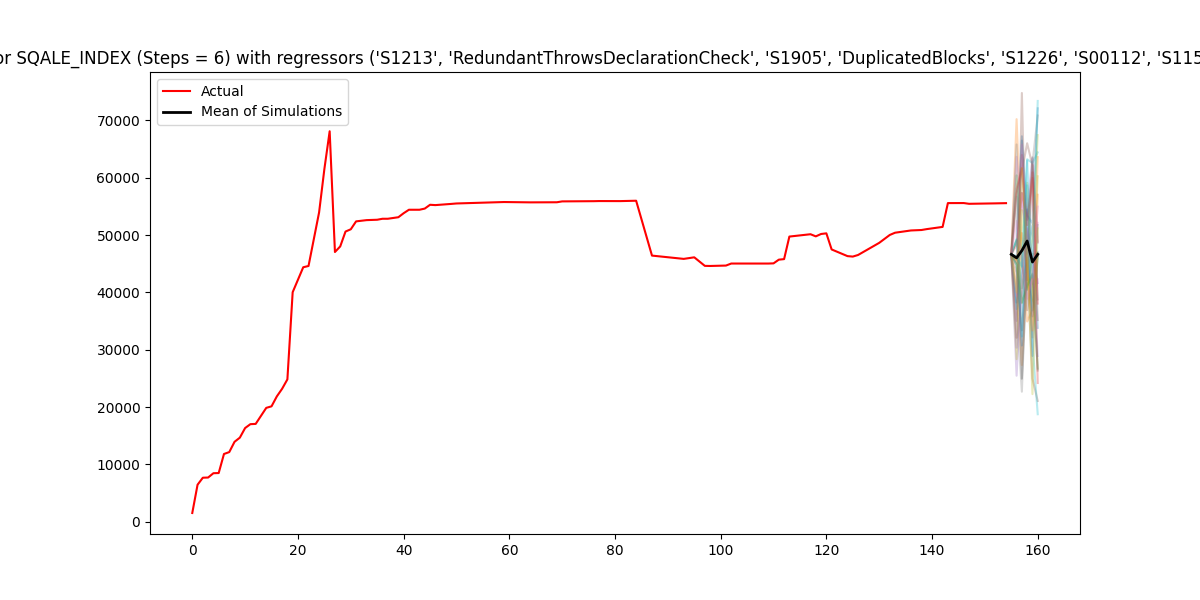 or SQALE_INDEX (Steps = 6) with regressors ('S1213', 'RedundantThrowsDeclarationCheck', 'S1905', 'DuplicatedBlocks', 'S1226', 'S00112', 'S115
Actual
Mean of Simulations
70000
60000
50000
40000
30000
20000
10000
0
0 20 40 60 80 100 120 140 160